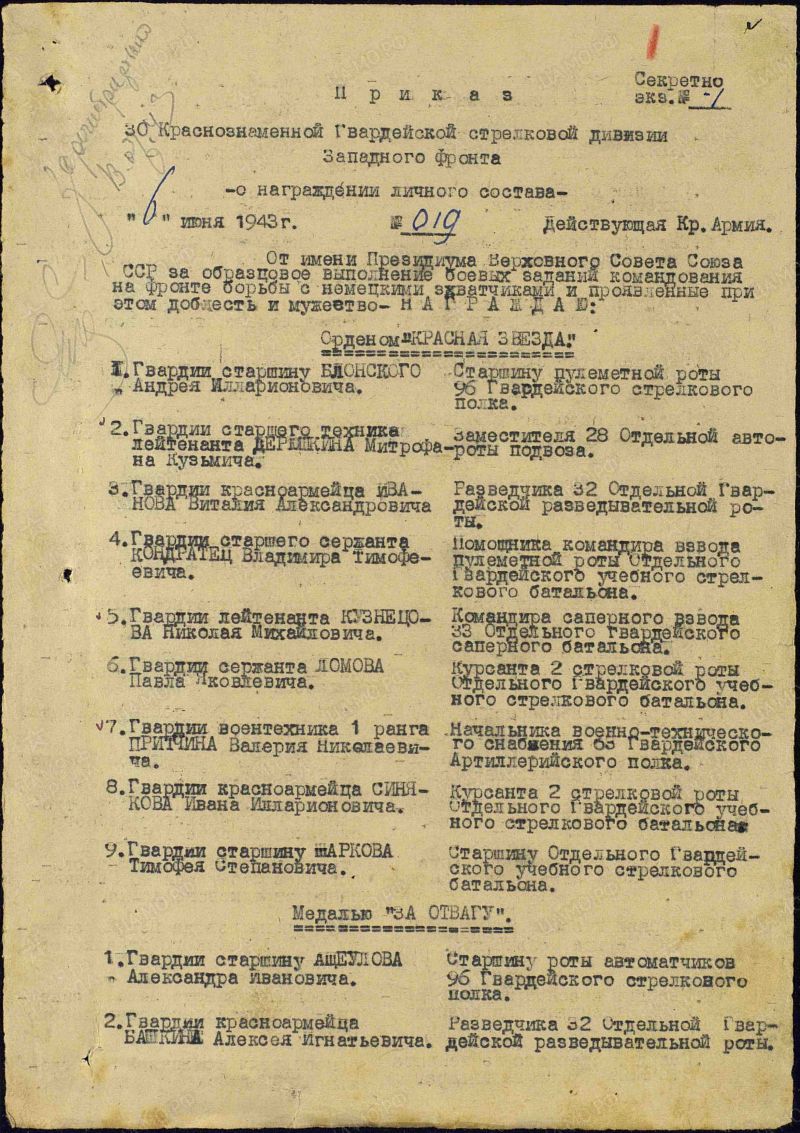 Секретно
экз.№ 1
П р и к а з
30 Краснознаменной Гвардейской стрелковой дивизии
Западного фронта
-о награждении личного состава-
"6" июня 1943г. № 019 Действующая Кр. Армия.
От имени Президиума Верховного Совета Союза
ССР за образцовое выполнение боевых заданий командования
на фронте борьбы с немецкими захватчиками и проявленные при
этом доблесть и мужество- Н А Г Р А Ж Д А Ю:
Орденом "КРАСНАЯ ЗВЕЗДА"
1. Гвардии старшину БЛОНСКОГО
Андрея Илларионовича.
Старшину пулеметной роты
96 Гвардейского стрелкового
полка.
2. Гвардии старшего техника
лейтенанта ДЕРЯШКИНА Митрофа-
на Кузьмича.
Заместителя 28 Отдельной авто-
роты подвоза.
3. Гвардии красноармейца ИВА-
НОВА Виталия Александровича
Разведчика 32 Отдельной Гвар-
дейской разведывательной ро-
ты.
4. Гвардии старшего сержанта
КОНДРАТЕЦ Владимира Тимофе-
евича.
Помощника командира взвода
пулеметной роты Отдельного
Гвардейского учебного стрел-
кового батальона.
5. Гвардии лейтенанта КУЗНЕЦО-
ВА Николая Михайловича.
Командира саперного взвода
33 Отдельного Гвардейского
саперного батальона.
6. Гвардии сержанта ЛОМОВА
Павла Яковлевича.
Курсанта 2 стрелковой роты
Отдельного Гвардейского учеб-
ного стрелкового батальона.
7. Гвардии воентехника 1 ранга
ПРИТЧИНА Валерия Николаеви-
ча.
Начальника военно-техническо-
го снабжения 63 Гвардейского
Артиллерийского полка.
8. Гвардии красноармейца СИНЯ-
КОВА Ивана Илларионовича.
Курсанта 2 стрелковой роты
Отдельного Гвардейского учеб-
ного стрелкового батальона
9. Гвардии старшину ШАРКОВА
Тимофея Степановича.
Старшину Отдельного Гвардей-
ского учебного стрелкового
батальона.
Медалью "ЗА ОТВАГУ".
1. Гвардии старшину АЩЕУЛОВА
Александра Ивановича.
Старшину роты автоматчиков
96 Гвардейского стрелкового
полка.
2. Гвардии красноармейца
БАШКИНА Алексея Игнатьевича.
Разведчика 32 Отдельной Гвар-
дейской разведывательной роты.